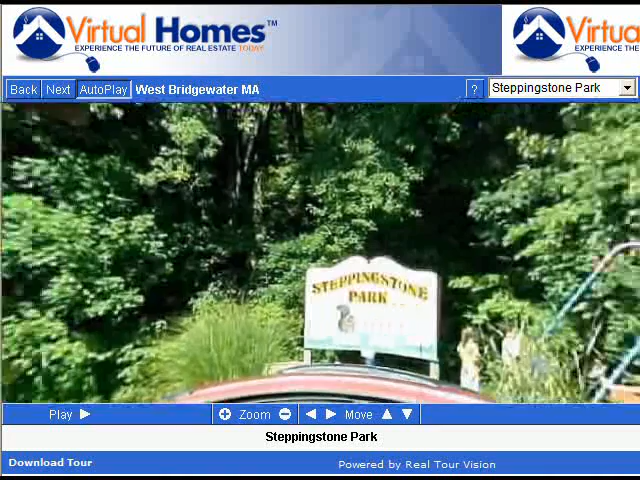 Virtual Homes™
EXPERIENCE THE FUTURE OF REAL ESTATE TODAY
Virtua
EXPERIENCE THE
Back Next AutoPlay West Bridgewater MA ? Steppingstone Park
STEPPINGSTONE
PARK
Play Zoom Move
Steppingstone Park
Download Tour Powered by Real Tour Vision